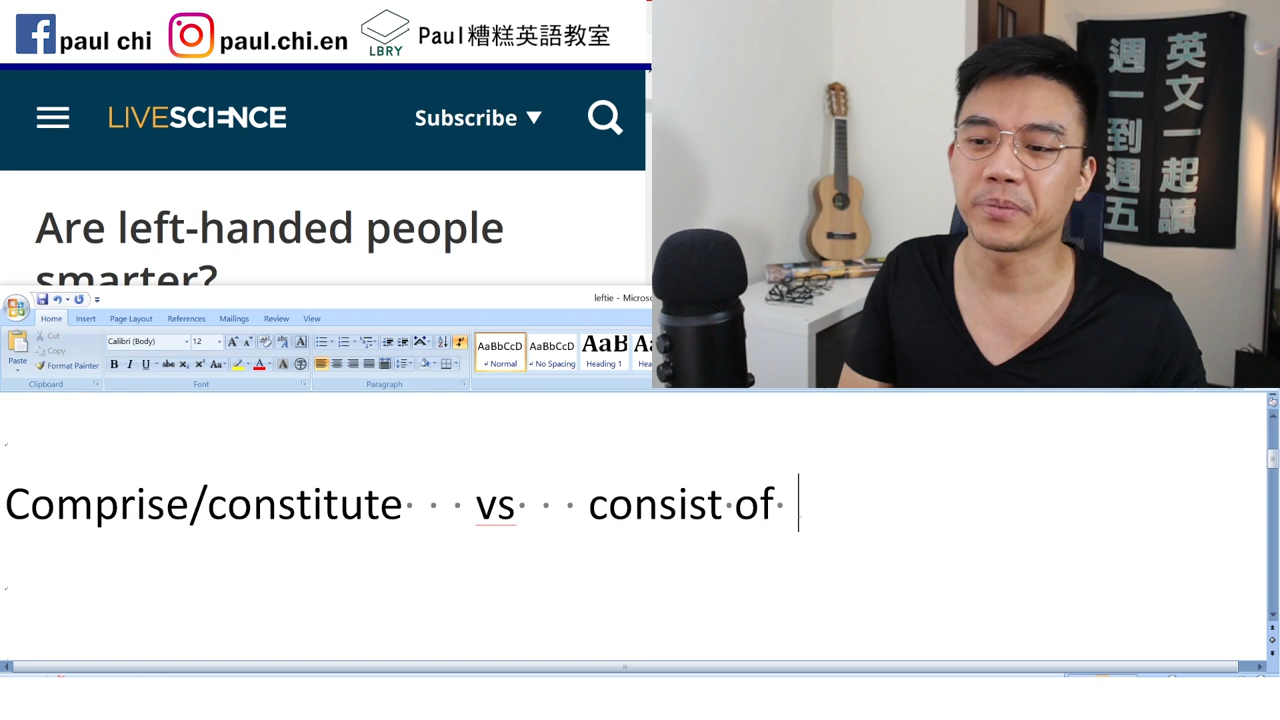 paul chi
paul.chi.en
LBRY
Paul糟糕英語教室
LIVESCIENCE
Subscribe
Are left-handed people
smarter?
leftie - Micros
Home Insert Page Layout References Mailings Review View
Paste
Cut
Copy
Format Painter
Clipboard
Calibri (Body) 12
Font
Paragraph
AaBbCcD AaBbCcD AaB
Normal No Spacing Heading 1 Hea
英文一起讀
週一到週五
Comprise/constitute vs consist of